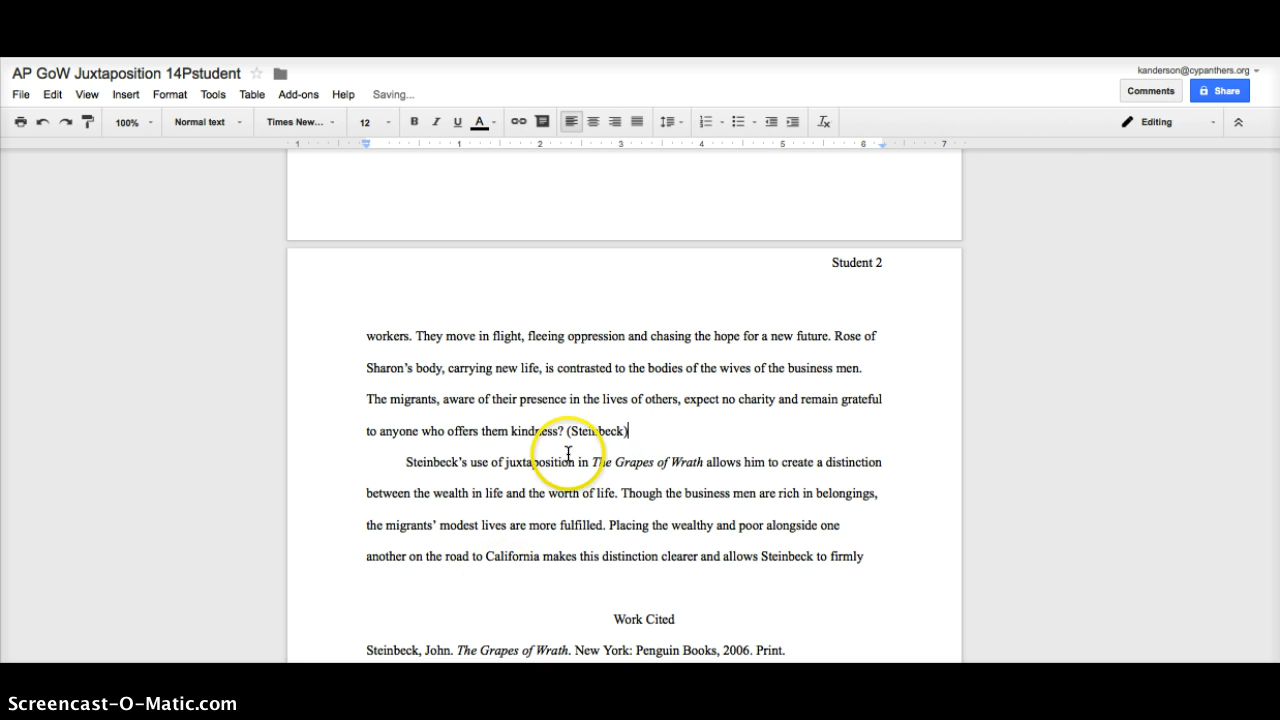 AP GoW Juxtaposition 14Pstudent
kanderson@cypanthers.org
File Edit View Insert Format Tools Table Add-ons Help Saving...
Comments Share
100% Normal text Times New... 12 B I U A Editing
1 1 2 3 4 5 6 7
Student 2
workers. They move in flight, fleeing oppression and chasing the hope for a new future. Rose of
Sharon’s body, carrying new life, is contrasted to the bodies of the wives of the business men.
The migrants, aware of their presence in the lives of others, expect no charity and remain grateful
to anyone who offers them kindness? (Steinbeck)
Steinbeck’s use of juxtaposition in The Grapes of Wrath allows him to create a distinction
between the wealth in life and the worth of life. Though the business men are rich in belongings,
the migrants’ modest lives are more fulfilled. Placing the wealthy and poor alongside one
another on the road to California makes this distinction clearer and allows Steinbeck to firmly
Work Cited
Steinbeck, John. The Grapes of Wrath. New York: Penguin Books, 2006. Print.
Screencast-O-Matic.com